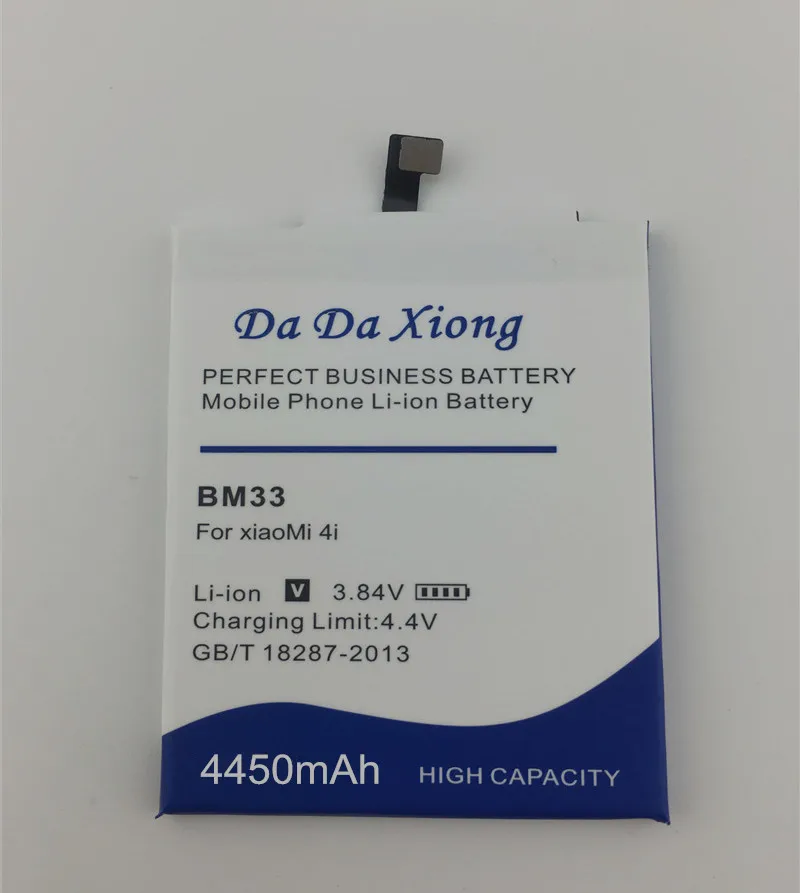 Da Da Xiong
PERFECT BUSINESS BATTERY
Mobile Phone Li-ion Battery
BM33
For xiaoMi 4i
Li-ion V 3.84V
Charging Limit:4.4V
GB/T 18287-2013
4450mAh HIGH CAPACITY